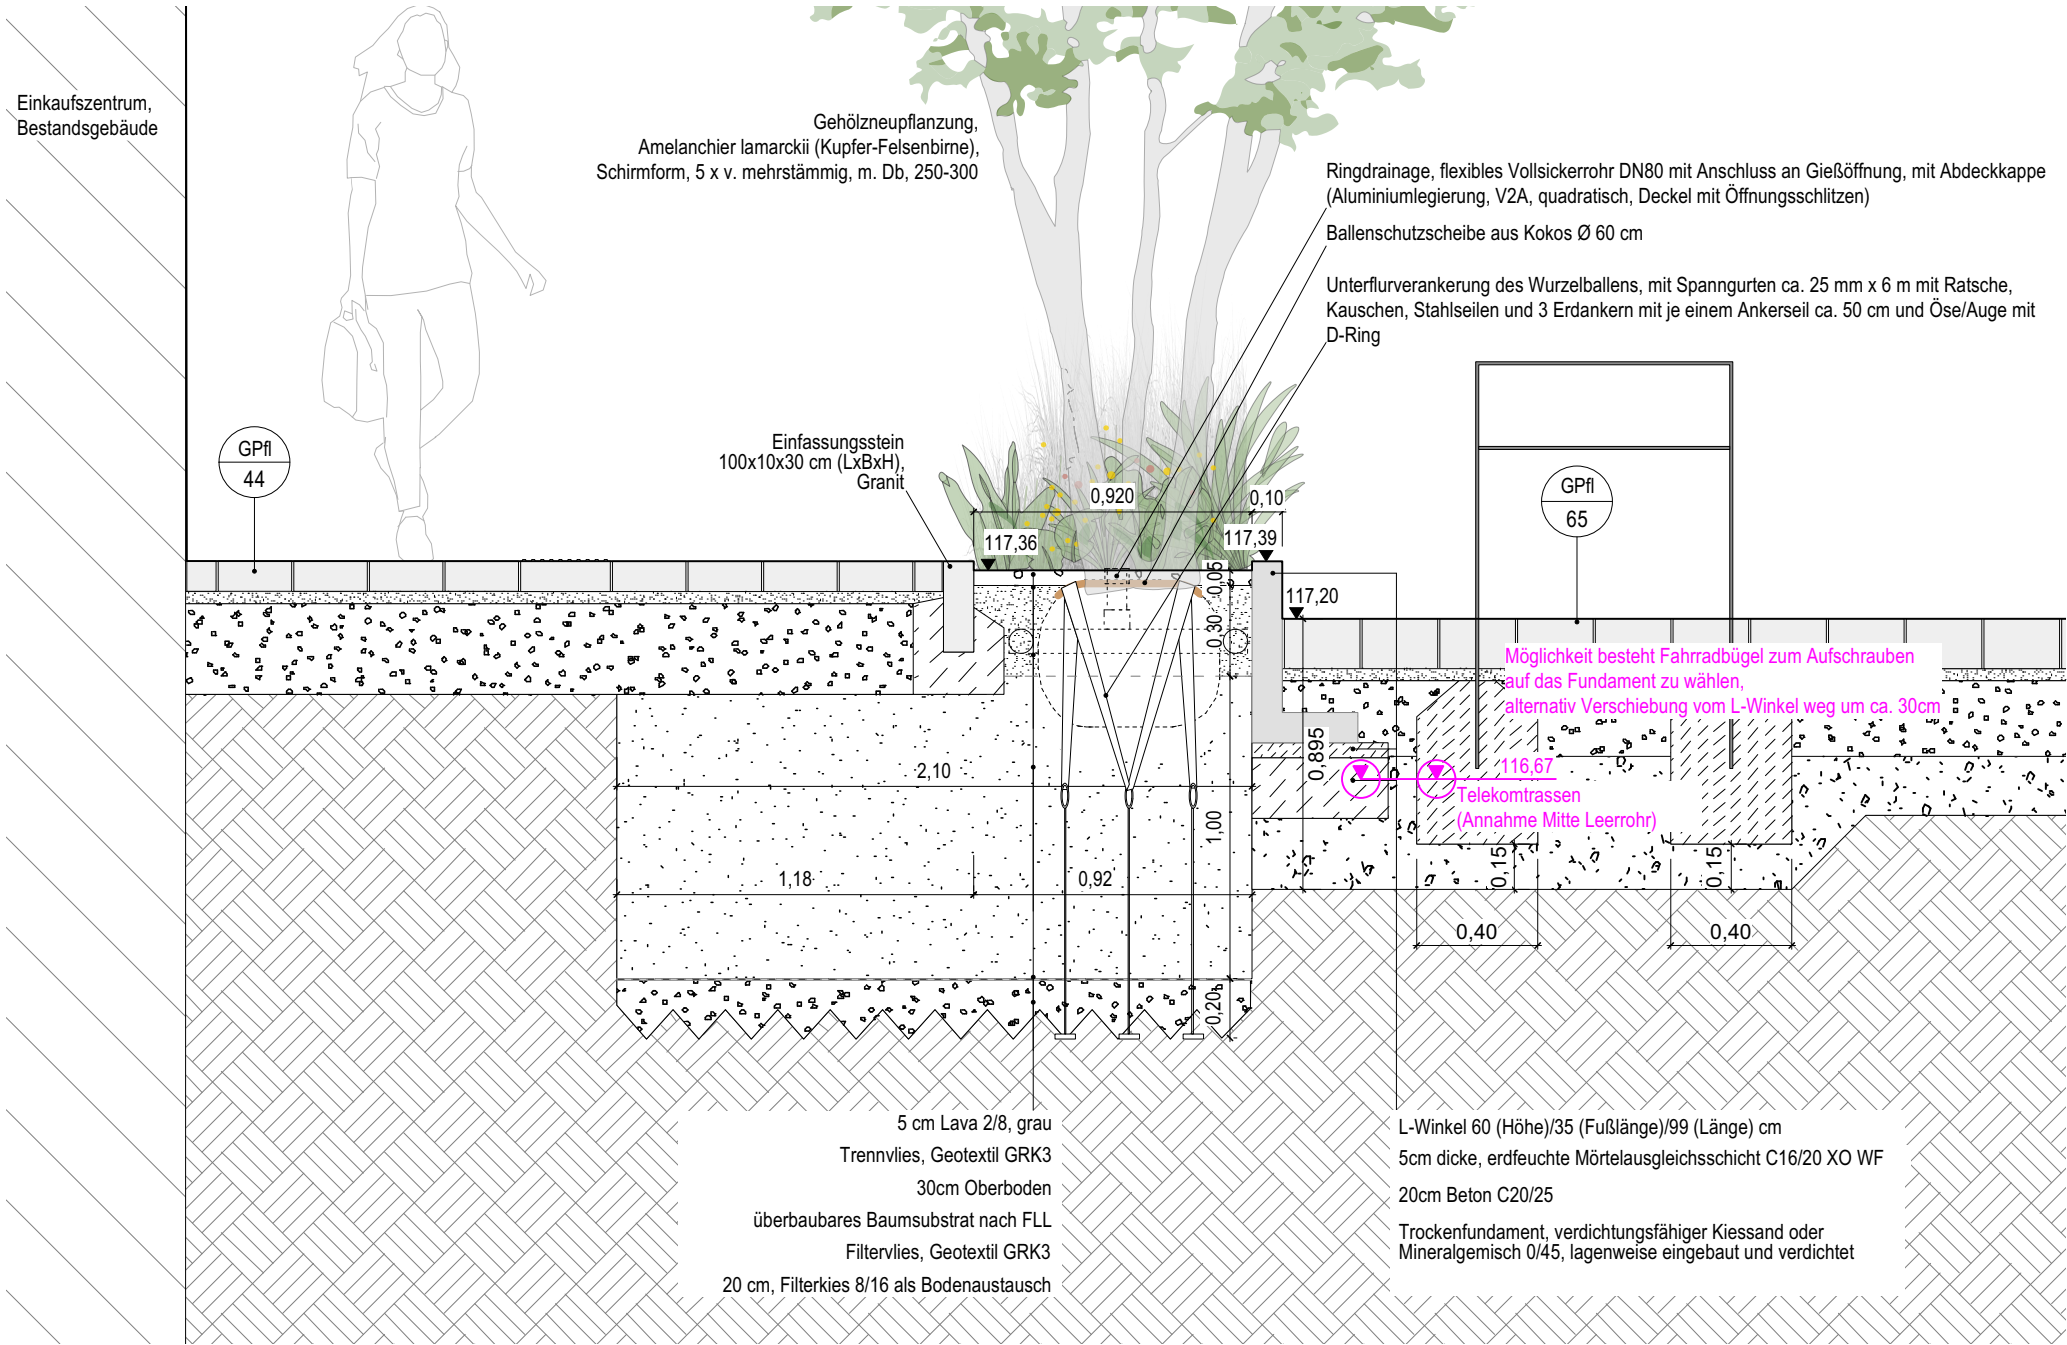 Einkaufszentrum,
Bestandsgebäude
Gehölzneupflanzung,
Amelanchier lamarckii (Kupfer-Felsenbirne),
Schirmform, 5 x v. mehrstämmig, m. Db, 250-300
Ringdrainage, flexibles Vollsickerrohr DN80 mit Anschluss an Gießöffnung, mit Abdeckkappe
(Aluminiumlegierung, V2A, quadratisch, Deckel mit Öffnungsschlitzen)
Ballenschutzscheibe aus Kokos Ø 60 cm
Unterflurverankerung des Wurzelballens, mit Spanngurten ca. 25 mm x 6 m mit Ratsche,
Kauschen, Stahlseilen und 3 Erdankern mit je einem Ankerseil ca. 50 cm und Öse/Auge mit
D-Ring
GPfl
44
Einfassungsstein
100x10x30 cm (LxBxH),
Granit
0,920
0,10
GPfl
65
117,36
117,39
0,05
117,20
0,30
Möglichkeit besteht Fahrradbügel zum Aufschrauben
auf das Fundament zu wählen,
alternativ Verschiebung vom L-Winkel weg um ca. 30cm
2,10
0,895
116,67
Telekomtrassen
(Annahme Mitte Leerrohr)
1,00
1,18
0,92
0,15
0,15
0,40
0,40
0,20
5 cm Lava 2/8, grau
Trennvlies, Geotextil GRK3
30cm Oberboden
überbaubares Baumsubstrat nach FLL
Filtervlies, Geotextil GRK3
20 cm, Filterkies 8/16 als Bodenaustausch
L-Winkel 60 (Höhe)/35 (Fußlänge)/99 (Länge) cm
5cm dicke, erdfeuchte Mörtelausgleichsschicht C16/20 XO WF
20cm Beton C20/25
Trockenfundament, verdichtungsfähiger Kiessand oder
Mineralgemisch 0/45, lagenweise eingebaut und verdichtet